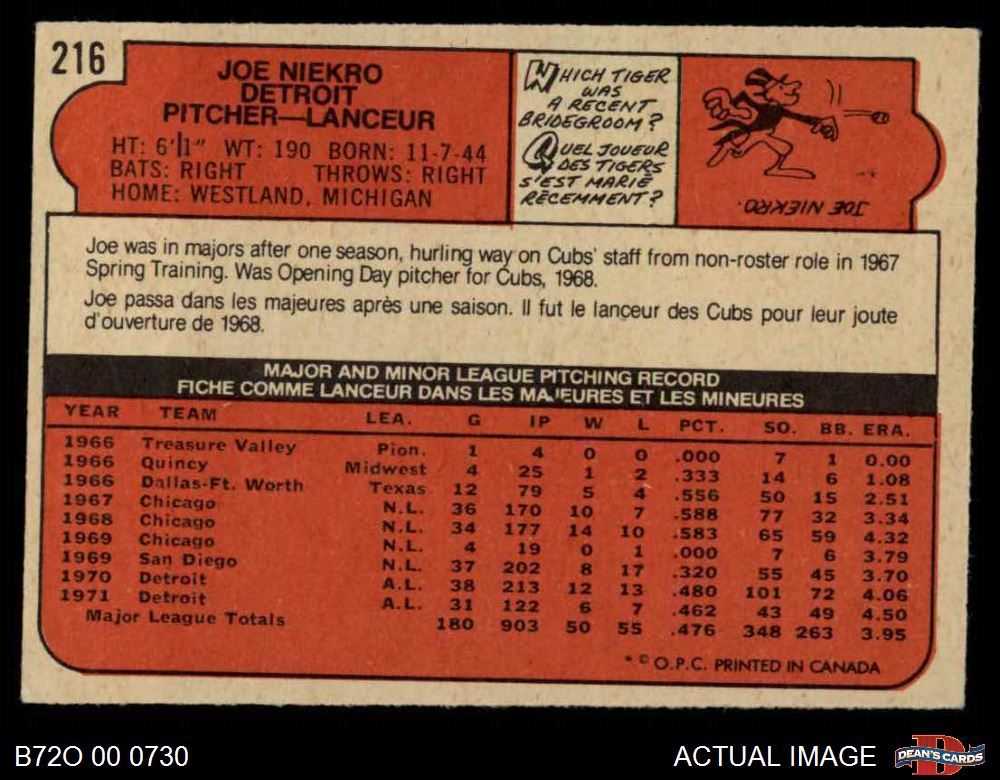 216
JOE NIEKRO
DETROIT
PITCHER—LANCEUR
HT: 6'1" WT: 190 BORN: 11-7-44
BATS: RIGHT THROWS: RIGHT
HOME: WESTLAND, MICHIGAN
WHICH TIGER
WAS
A RECENT
BRIDEGROOM?
QUEL JOUEUR
DES TIGERS
S'EST MARIÉ
RÉCEMMENT?
JOE NIEKRO.
Joe was in majors after one season, hurling way on Cubs' staff from non-roster role in 1967
Spring Training. Was Opening Day pitcher for Cubs, 1968.
Joe passa dans les majeures après une saison. Il fut le lanceur des Cubs pour leur joute
d'ouverture de 1968.
MAJOR AND MINOR LEAGUE PITCHING RECORD
FICHE COMME LANCEUR DANS LES MAJEURES ET LES MINEURES
YEAR TEAM LEA. G IP W L PCT. SO. BB. ERA.
1966 Treasure Valley Pion. 1 4 0 0 .000 7 1 0.00
1966 Quincy Midwest 4 25 1 2 .333 14 6 1.08
1966 Dallas-Ft. Worth Texas 12 79 5 4 .556 50 15 2.51
1967 Chicago N.L. 36 170 10 7 .588 77 32 3.34
1968 Chicago N.L. 34 177 14 10 .583 65 59 4.32
1969 Chicago N.L. 4 19 0 1 .000 7 6 3.79
1969 San Diego N.L. 37 202 8 17 .320 55 45 3.70
1970 Detroit A.L. 38 213 12 13 .480 101 72 4.06
1971 Detroit A.L. 31 122 6 7 .462 43 49 4.50
Major League Totals 180 903 50 55 .476 348 263 3.95
* © O.P.C. PRINTED IN CANADA
B72O 00 0730
ACTUAL IMAGE
DEAN'S CARDS